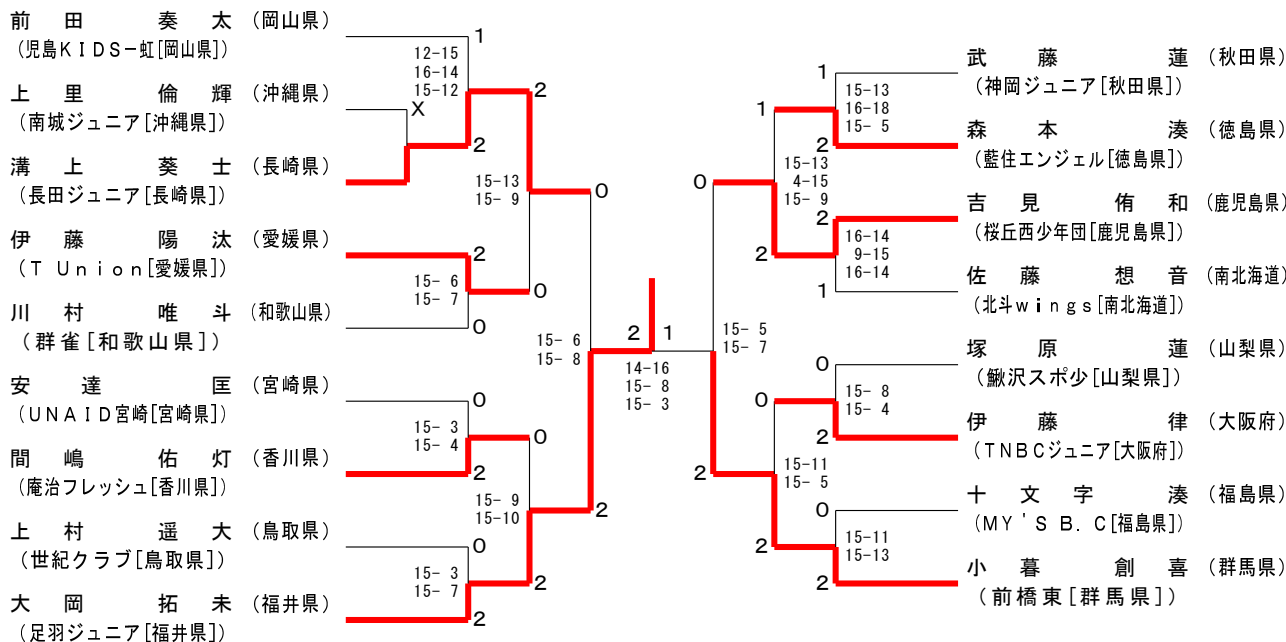 前田 奏太 (岡山県)
(児島KIDS－虹[岡山県])
上里 倫輝 (沖縄県)
(南城ジュニア[沖縄県])
溝上 葵士 (長崎県)
(長田ジュニア[長崎県])
伊藤 陽汰 (愛媛県)
(T Union[愛媛県])
川村 唯斗 (和歌山県)
(群雀[和歌山県])
安達 匡 (宮崎県)
(UNAID宮崎[宮崎県])
間嶋 佑灯 (香川県)
(庵治フレッシュ[香川県])
上村 遥大 (鳥取県)
(世紀クラブ[鳥取県])
大岡 拓未 (福井県)
(足羽ジュニア[福井県])
1
12-15
16-14
15-12
X
2
2
15-13
15- 9
0
2
15- 6
15- 7
0
0
15- 6
15- 8
0
15- 3
15- 4
2
0
15- 9
15-10
2
0
15- 3
15- 7
2
2
2 1
14-16
15- 8
15- 3
0
15- 5
15- 7
2
1
15-13
4-15
15- 9
2
1
15-13
16-18
15- 5
2
2
16-14
9-15
16-14
1
0
15-11
15- 5
2
0
15- 8
15- 4
2
0
15-11
15-13
2
武藤 蓮 (秋田県)
(神岡ジュニア[秋田県])
森本 湊 (徳島県)
(藍住エンジェル[徳島県])
吉見 侑和 (鹿児島県)
(桜丘西少年団[鹿児島県])
佐藤 想音 (南北海道)
(北斗wings[南北海道])
塚原 蓮 (山梨県)
(鰍沢スポ少[山梨県])
伊藤 律 (大阪府)
(TNBCジュニア[大阪府])
十文字 湊 (福島県)
(MY'S B.C[福島県])
小暮 創喜 (群馬県)
(前橋東[群馬県])